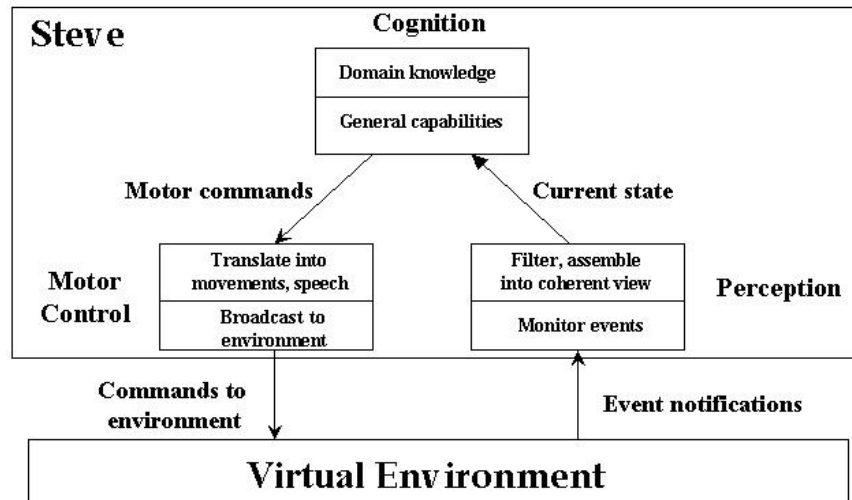 Steve
Cognition
Domain knowledge
General capabilities
Motor commands
Current state
Motor
Control
Translate into
movements, speech
Broadcast to
environment
Filter, assemble
into coherent view
Monitor events
Perception
Commands to
environment
Event notifications
Virtual Environment